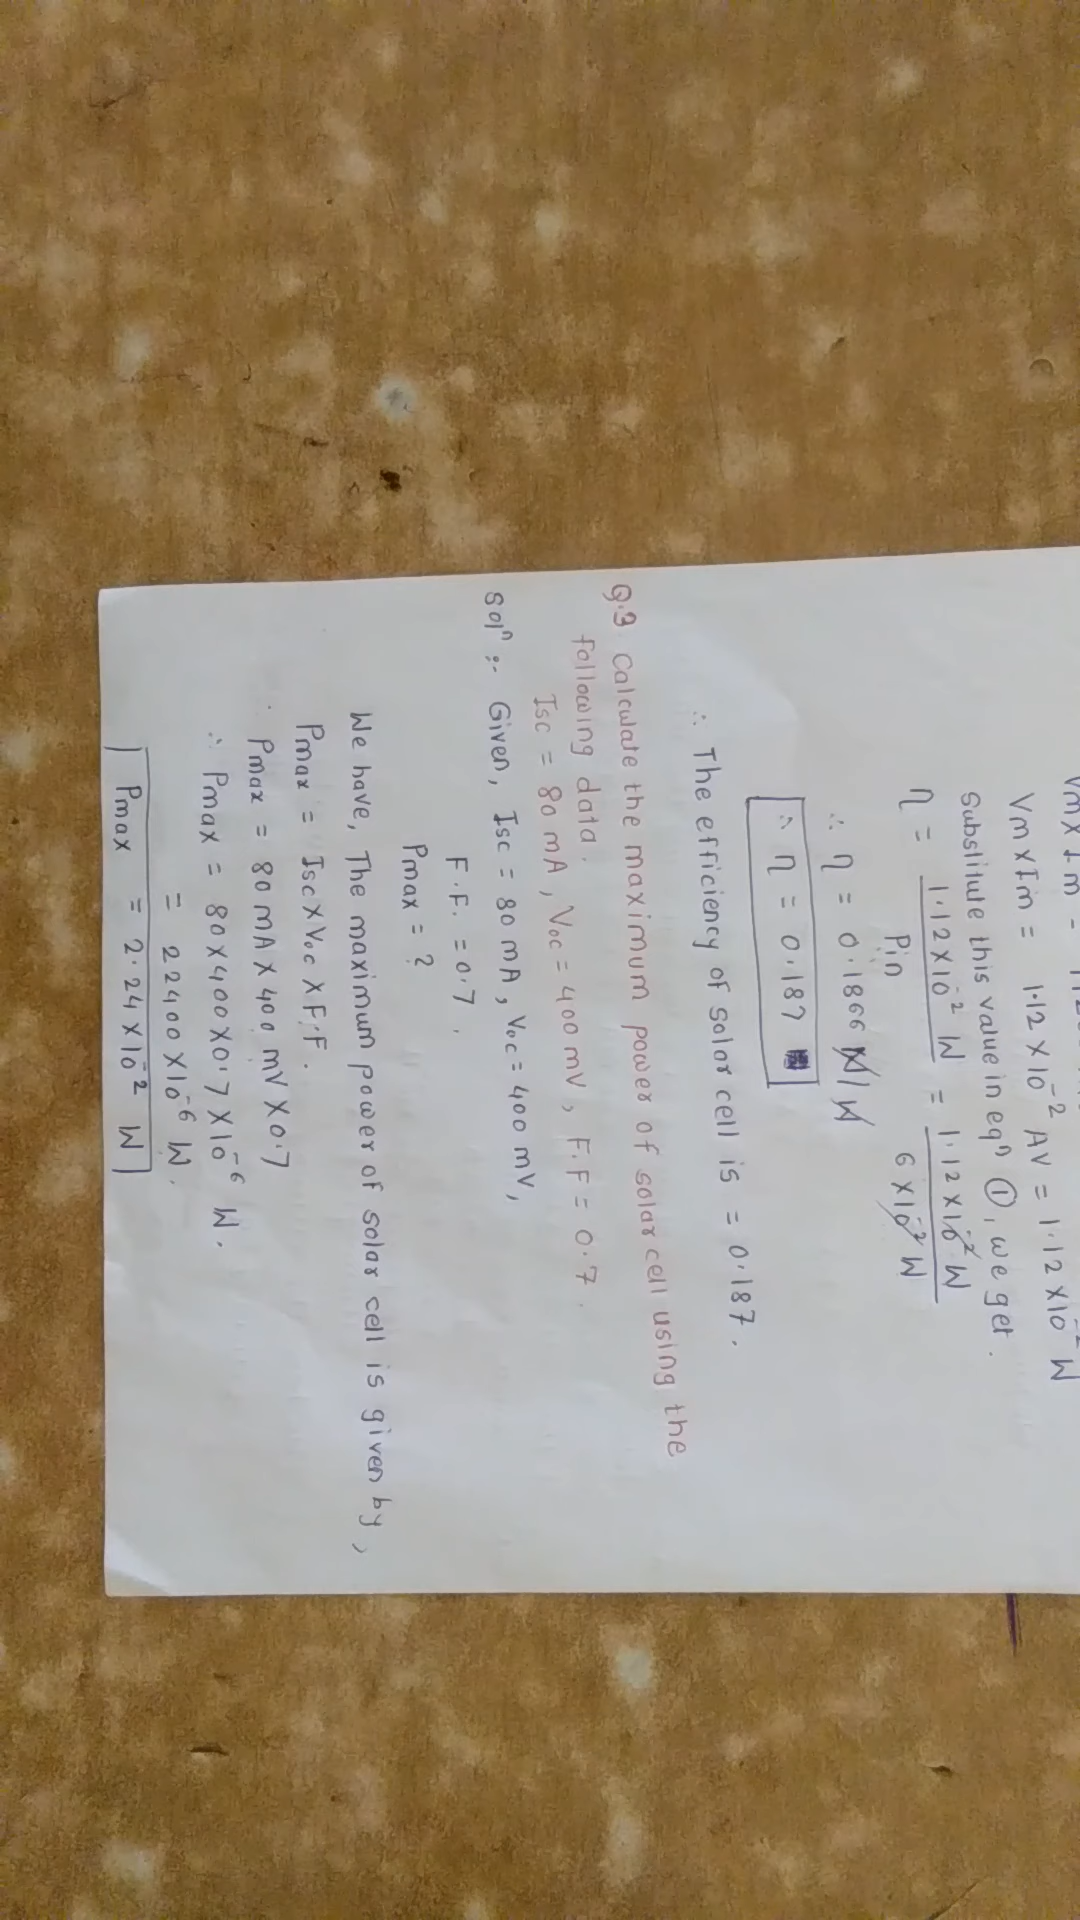 Vm x Im =
Vm x Im = 1.12 x 10⁻² AV = 1.12 x 10⁻² W
Substitute this value in eqⁿ ①, we get.
η = 1.12 x 10⁻² W / Pin = 1.12 x 10⁻² W / 6 x 10⁻² W
∴ η = 0.1866 W/W
∴ η = 0.187
∴ The efficiency of solar cell is = 0.187.
Q.3 Calculate the maximum power of solar cell using the
following data.
Isc = 80 mA, Voc = 400 mV, F.F = 0.7.
Solⁿ :- Given, Isc = 80 mA, Voc = 400 mV,
F.F. = 0.7,
Pmax = ?
We have, The maximum power of solar cell is given by,
Pmax = Isc x Voc x F.F.
Pmax = 80 mA x 400 mV x 0.7
∴ Pmax = 80 x 400 x 0.7 x 10⁻⁶ W.
= 22400 x 10⁻⁶ W.
Pmax = 2.24 x 10⁻² W